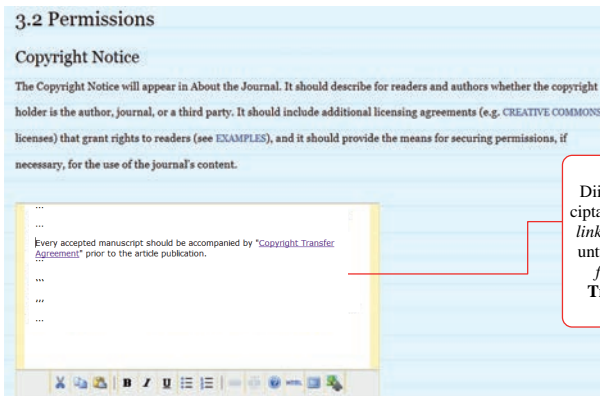 3.2 Permissions
Copyright Notice
The Copyright Notice will appear in About the Journal. It should describe for readers and authors whether the copyright
holder is the author, journal, or a third party. It should include additional licensing agreements (e.g. CREATIVE COMMONS
licenses) that grant rights to readers (see EXAMPLES), and it should provide the means for securing permissions, if
necessary, for the use of the journal's content.
...
...
Every accepted manuscript should be accompanied by "Copyright Transfer
Agreement" prior to the article publication.
...
,,,
,,,
...
B I U HTML
cipta
link